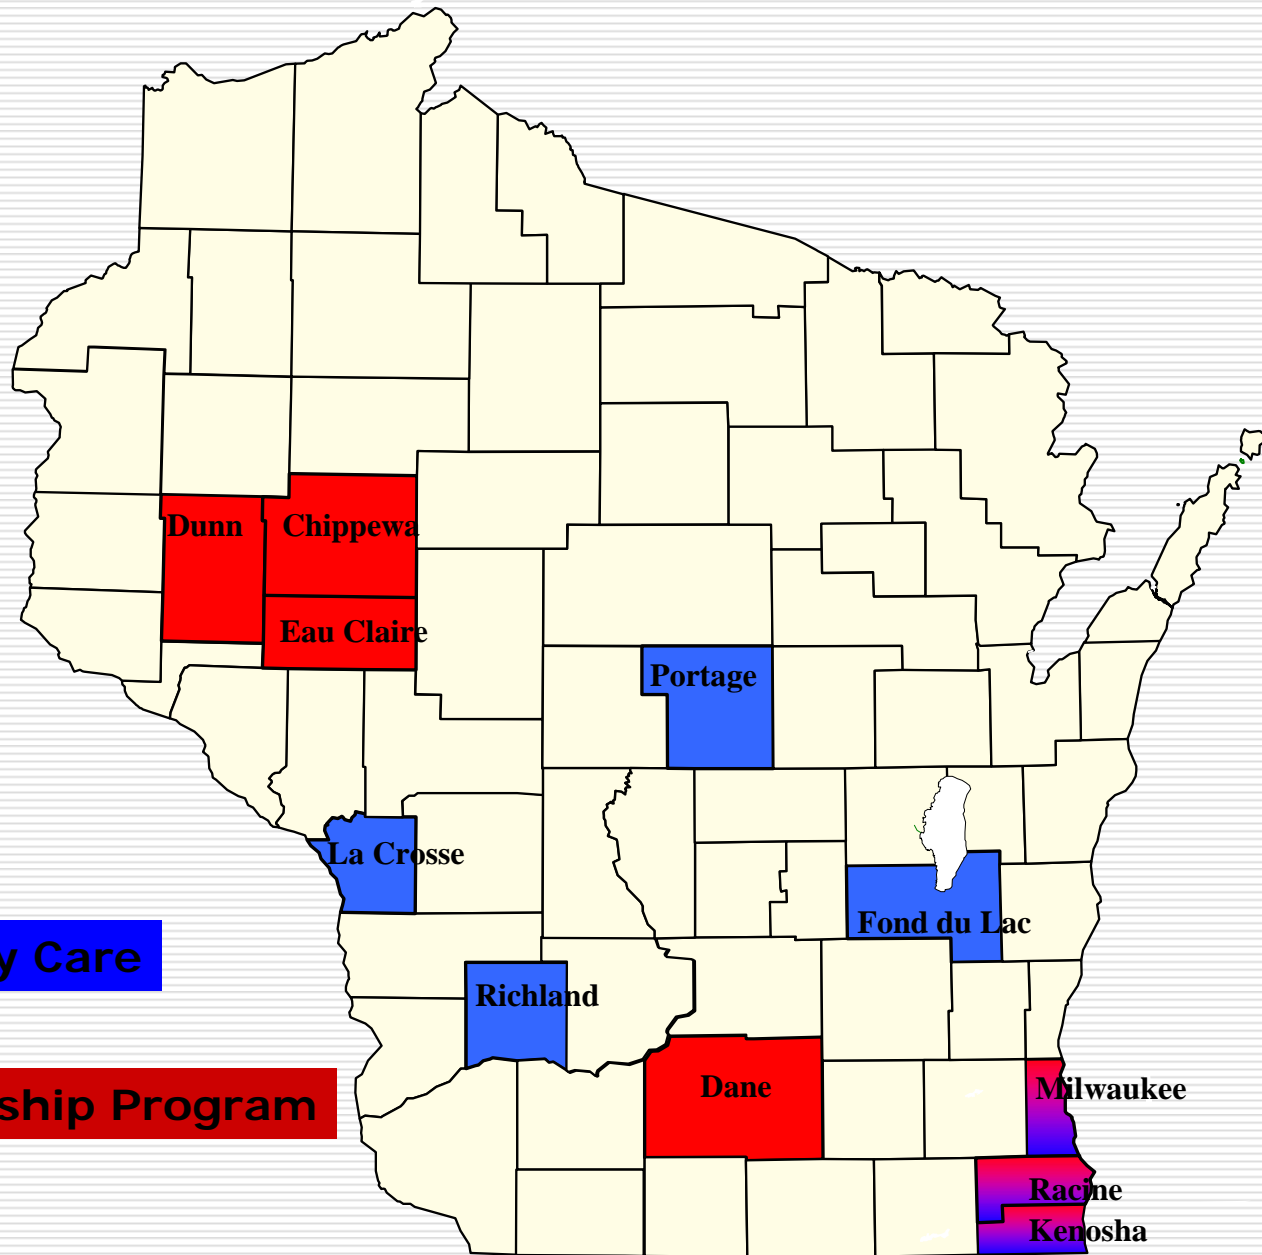 Dunn
Chippewa
Eau Claire
Portage
La Crosse
Fond du Lac
y Care
Richland
Dane
Milwaukee
ship Program
Racine
Kenosha